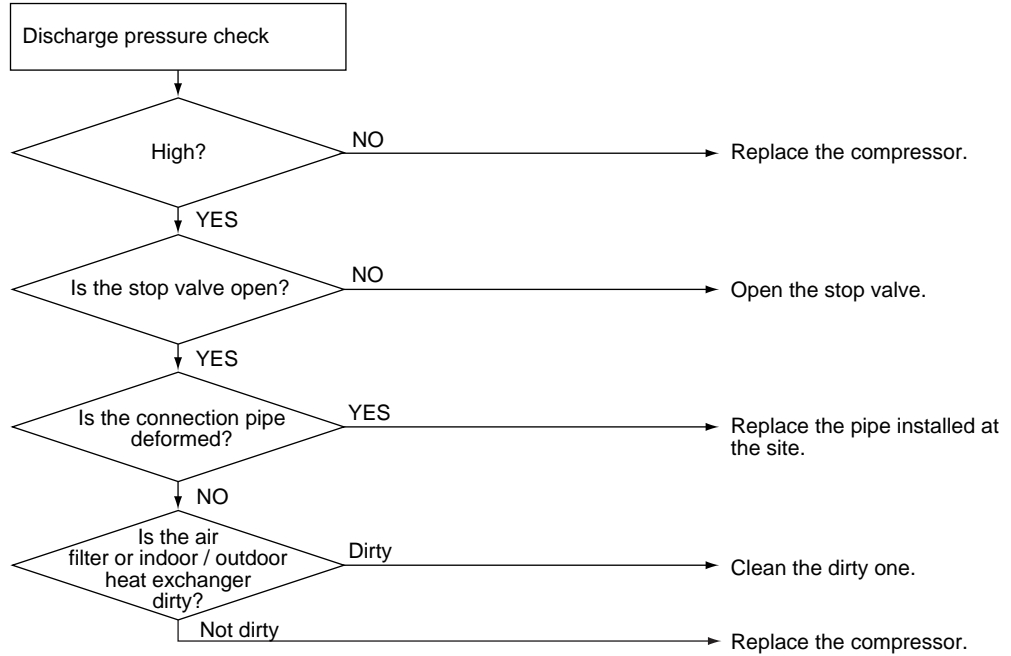 Discharge pressure check
High?
NO
Replace the compressor.
YES
Is the stop valve open?
NO
Open the stop valve.
YES
Is the connection pipe
deformed?
YES
Replace the pipe installed at
the site.
NO
Is the air
filter or indoor / outdoor
heat exchanger
dirty?
Dirty
Clean the dirty one.
Not dirty
Replace the compressor.